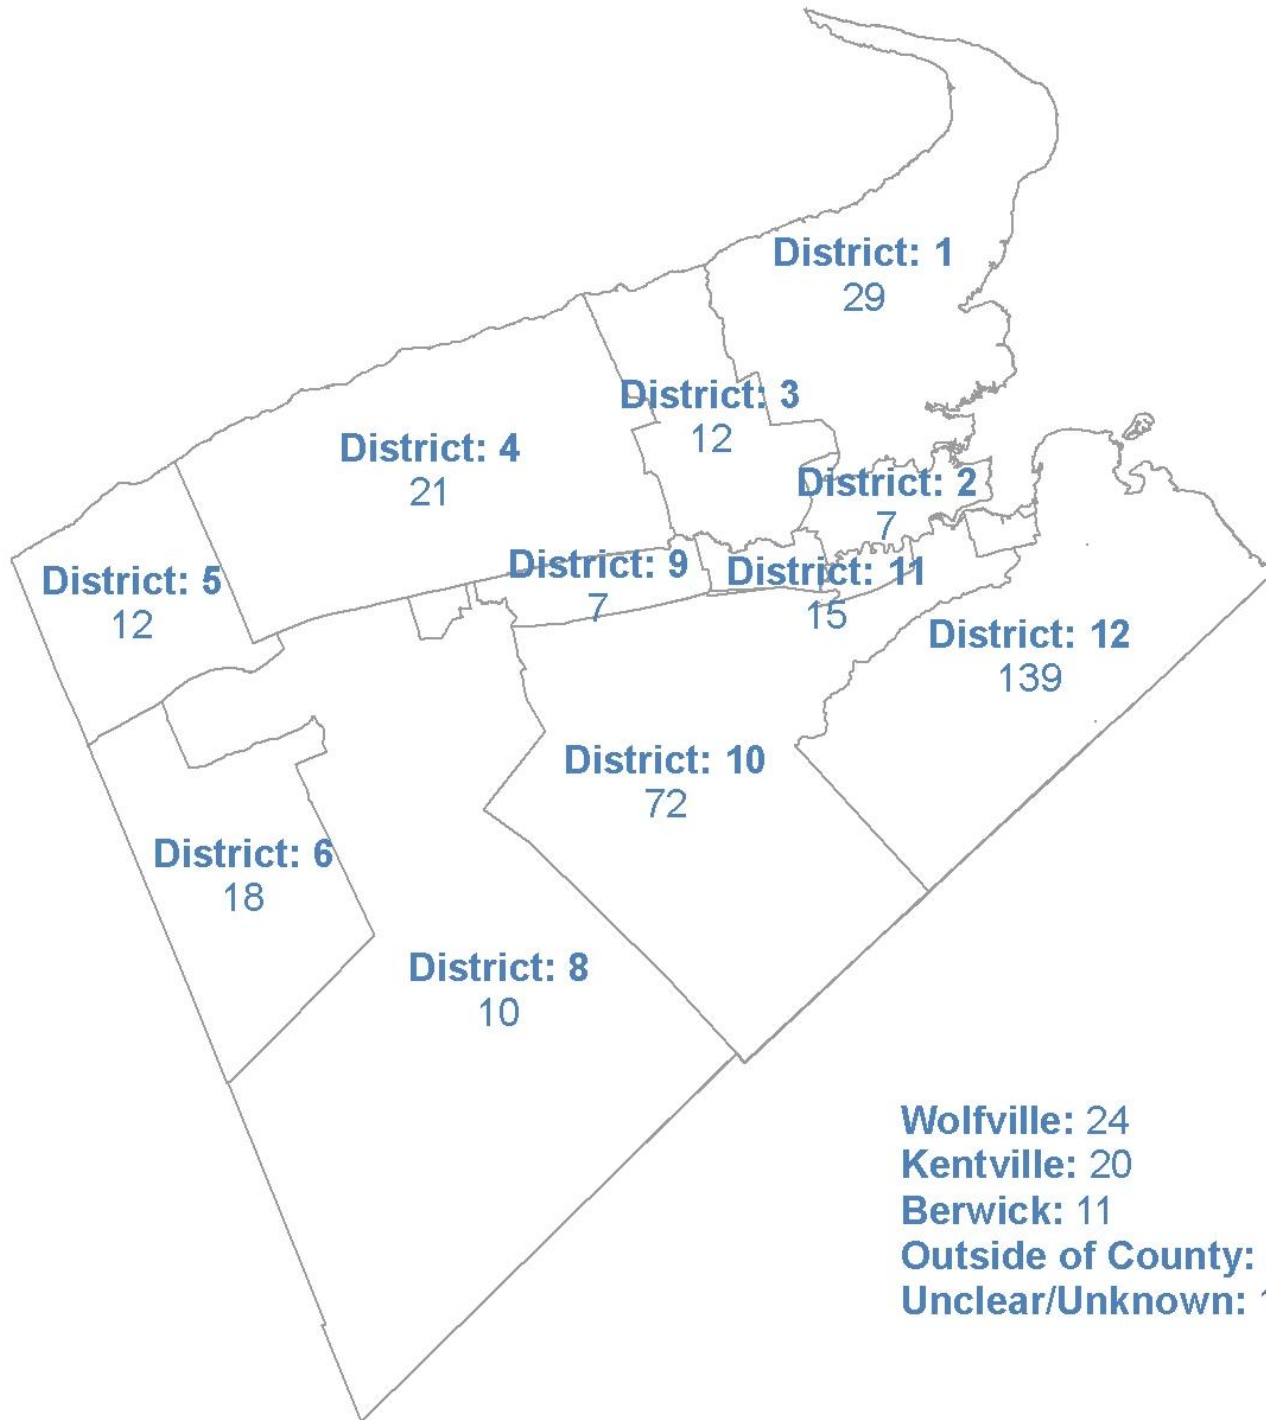 District: 1
29
District: 3
12
District: 4
21
District: 2
7
District: 9
7
District: 11
15
District: 5
12
District: 12
139
District: 10
72
District: 6
18
District: 8
10
Wolfville: 24
Kentville: 20
Berwick: 11
Outside of County:
Unclear/Unknown: